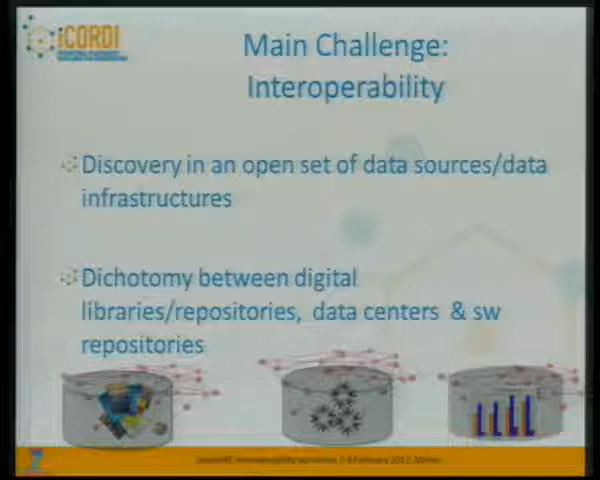 iCORDI
Main Challenge:
Interoperability
Discovery in an open set of data sources/data
infrastructures
Dichotomy between digital
libraries/repositories, data centers & sw
repositories